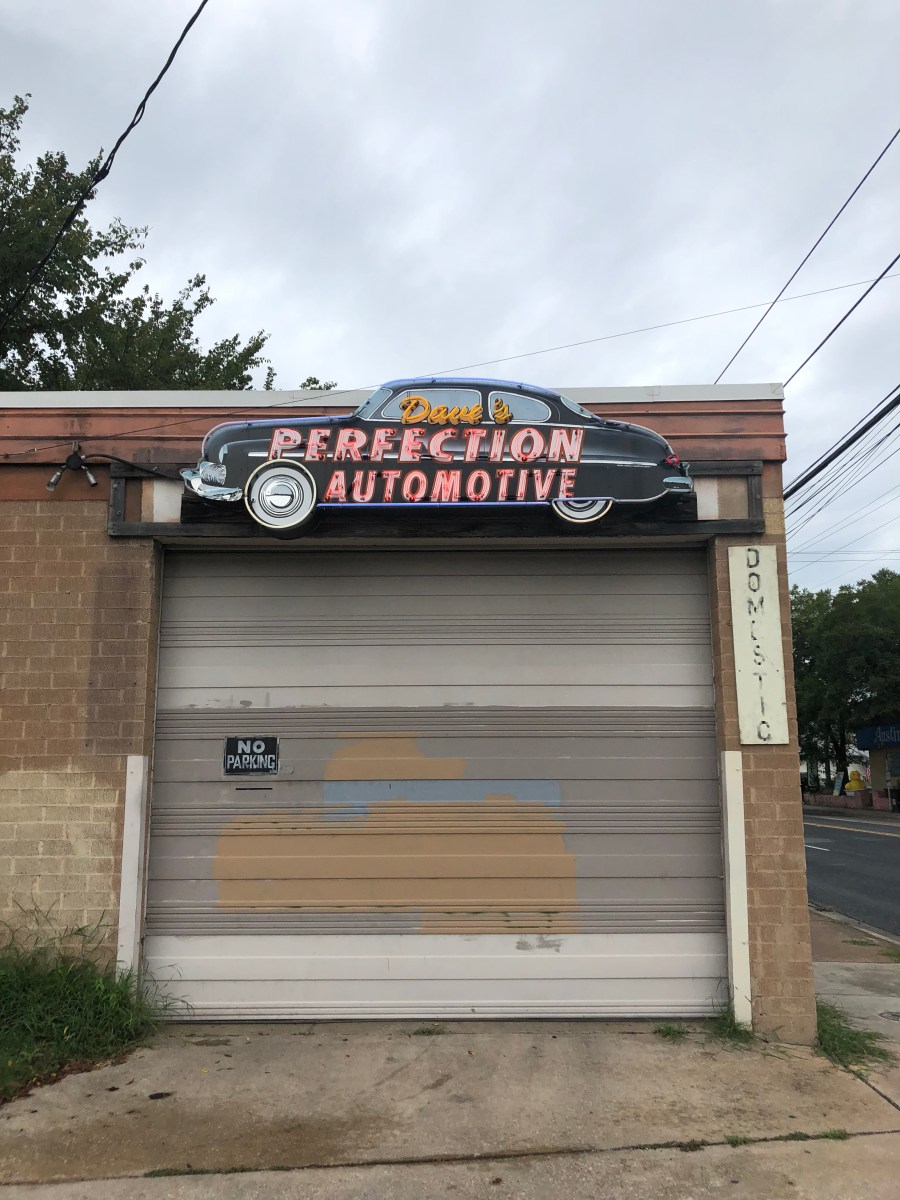 Dave's
PERFECTION
AUTOMOTIVE
DOMESTIC
NO
PARKING